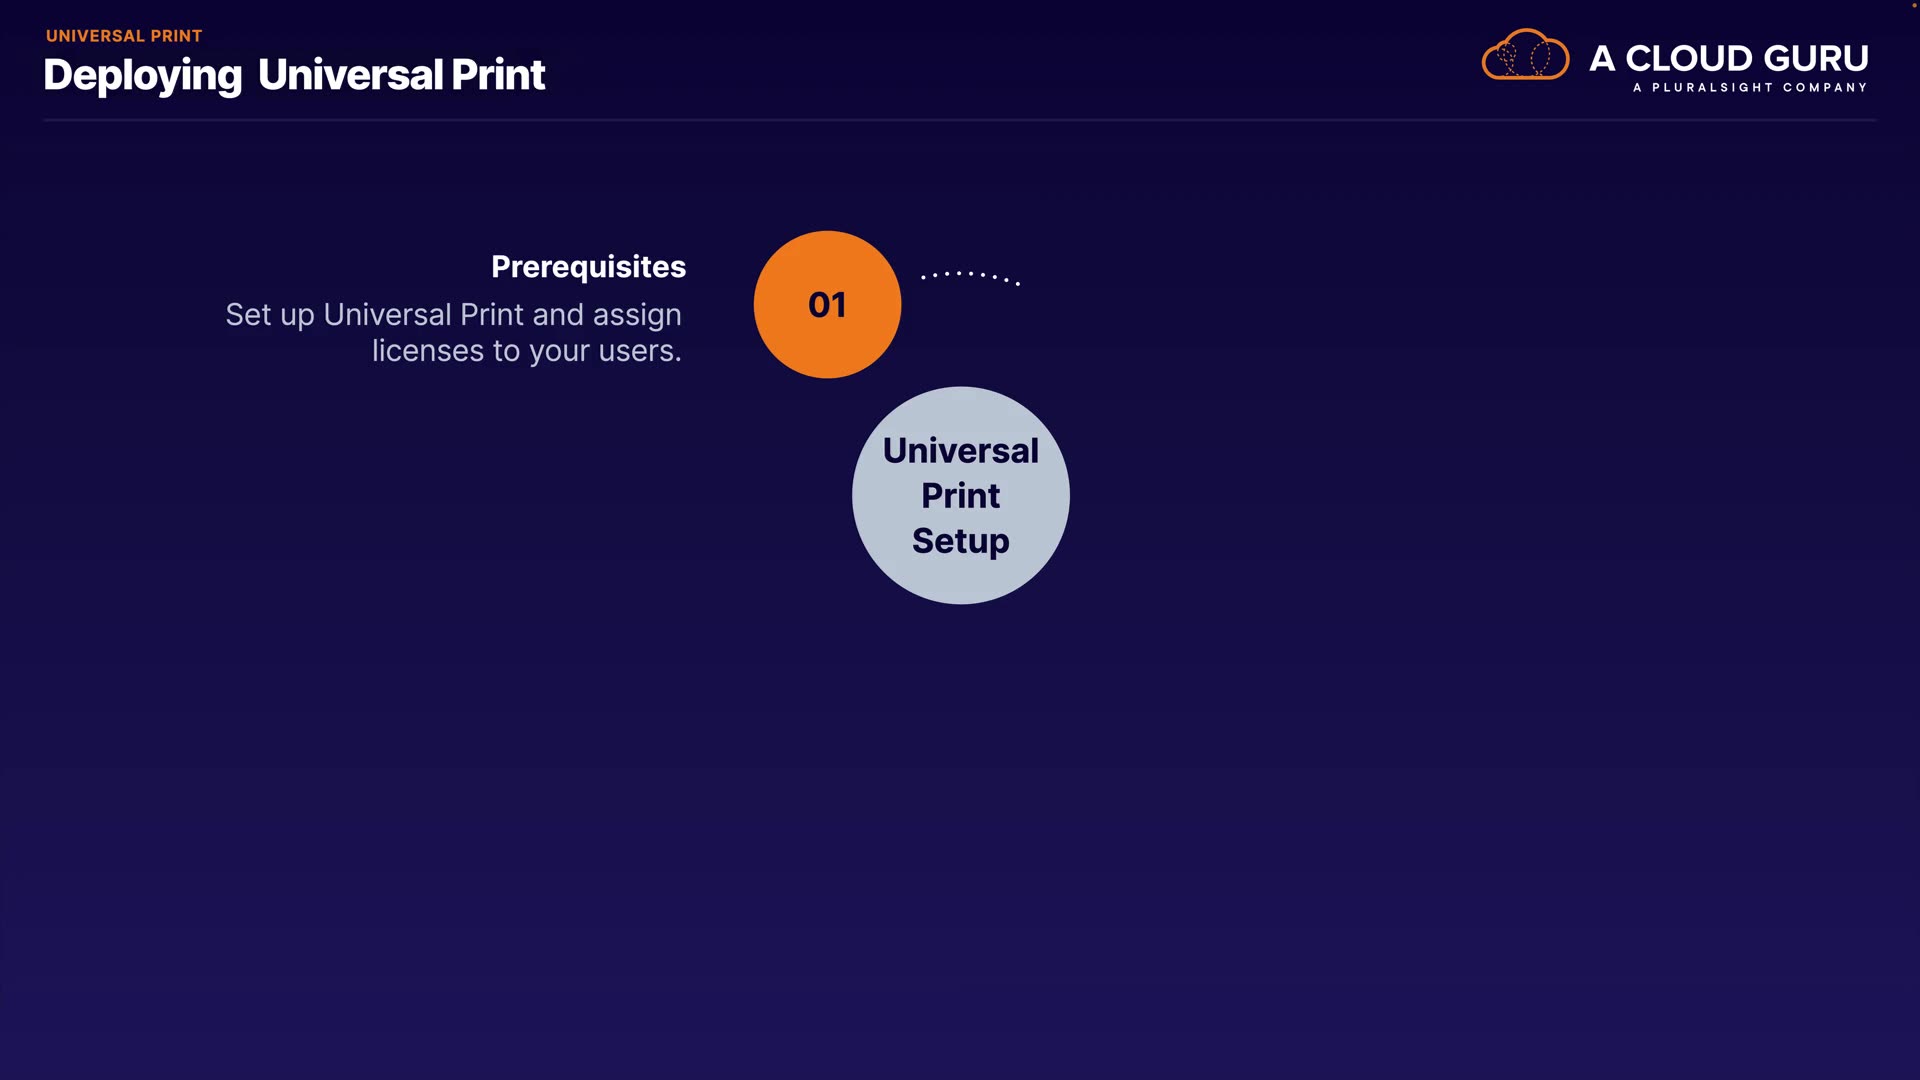 UNIVERSAL PRINT
Deploying Universal Print
A CLOUD GURU
A PLURALSIGHT COMPANY
Prerequisites
Set up Universal Print and assign
licenses to your users.
01
Universal
Print
Setup